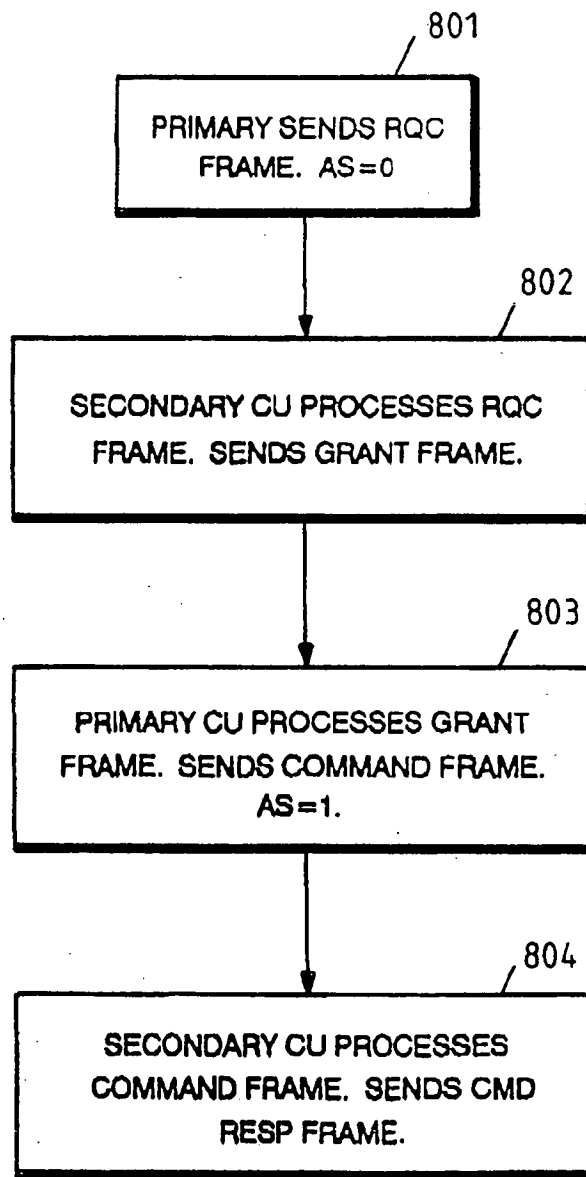 801
PRIMARY SENDS RQC
FRAME. AS=0
802
SECONDARY CU PROCESSES RQC
FRAME. SENDS GRANT FRAME.
803
PRIMARY CU PROCESSES GRANT
FRAME. SENDS COMMAND FRAME.
AS=1.
804
SECONDARY CU PROCESSES
COMMAND FRAME. SENDS CMD
RESP FRAME.